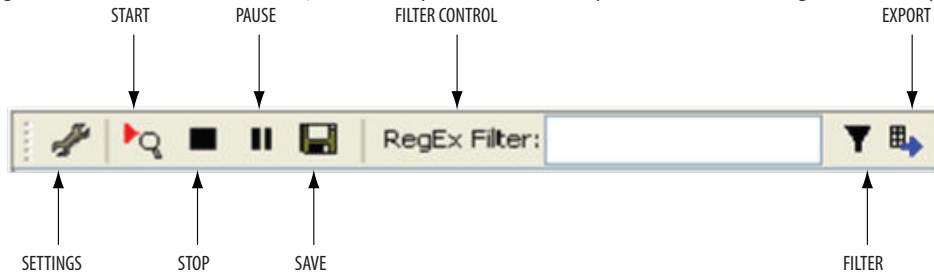 START PAUSE FILTER CONTROL EXPORT
RegEx Filter:
SETTINGS STOP SAVE FILTER